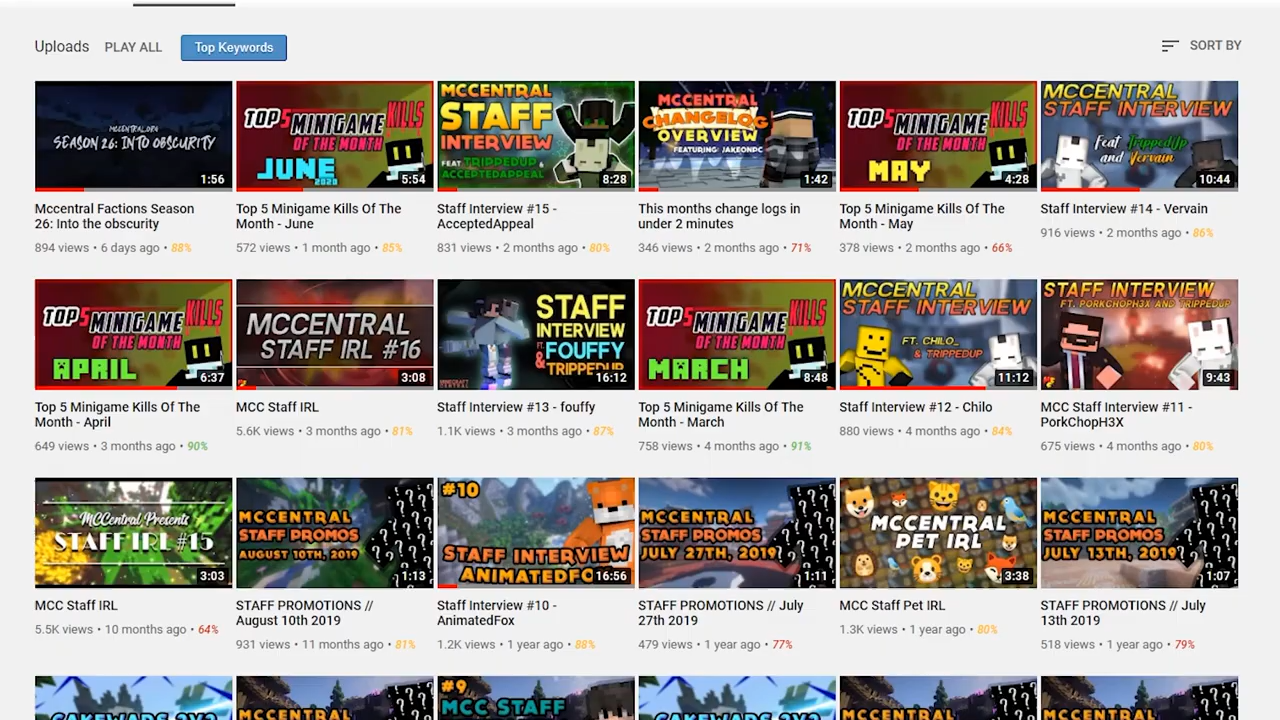 Uploads PLAY ALL Top Keywords SORT BY
MCCENTRAL.ORG
SEASON 26: INTO OBSCURITY
1:56
TOP 5 MINIGAME KILLS
OF THE MONTH
JUNE
2020
5:54
MCCENTRAL
STAFF
INTERVIEW
FEAT TRIPPEDUP &
ACCEPTEDAPPEAL
8:28
MCCENTRAL
CHANGELOG
OVERVIEW
FEATURING: JAKEONPC
1:42
TOP 5 MINIGAME KILLS
OF THE MONTH
MAY
4:28
MCCENTRAL
STAFF INTERVIEW
Feat TrippedUp
and Vervain
10:44
Mccentral Factions Season
26: Into the obscurity
894 views • 6 days ago • 88%
Top 5 Minigame Kills Of The
Month - June
572 views • 1 month ago • 85%
Staff Interview #15 -
AcceptedAppeal
831 views • 2 months ago • 80%
This months change logs in
under 2 minutes
346 views • 2 months ago • 71%
Top 5 Minigame Kills Of The
Month - May
378 views • 2 months ago • 66%
Staff Interview #14 - Vervain
916 views • 2 months ago • 86%
TOP 5 MINIGAME KILLS
OF THE MONTH
APRIL
6:37
MCCENTRAL
STAFF IRL #16
3:08
STAFF
INTERVIEW
FT. FOUFFY
& TRIPPEDUP
MINECRAFT
CENTRAL
16:12
TOP 5 MINIGAME KILLS
OF THE MONTH
MARCH
8:48
MCCENTRAL
STAFF INTERVIEW
FT. CHILO_
& TRIPPEDUP
11:12
STAFF INTERVIEW
FT. PORKCHOPH3X AND TRIPPEDUP
9:43
Top 5 Minigame Kills Of The
Month - April
649 views • 3 months ago • 90%
MCC Staff IRL
5.6K views • 3 months ago • 81%
Staff Interview #13 - fouffy
1.1K views • 3 months ago • 87%
Top 5 Minigame Kills Of The
Month - March
758 views • 4 months ago • 91%
Staff Interview #12 - Chilo
880 views • 4 months ago • 84%
MCC Staff Interview #11 -
PorkChopH3X
675 views • 4 months ago • 80%
MCCentral Presents
STAFF IRL #15
3:03
MCCENTRAL
STAFF PROMOS
AUGUST 10TH, 2019
1:13
#10
STAFF INTERVIEW
ANIMATEDFO
16:56
MCCENTRAL
STAFF PROMOS
JULY 27TH, 2019
1:11
MCCENTRAL
PET IRL
3:38
MCCENTRAL
STAFF PROMOS
JULY 13TH, 2019
1:07
MCC Staff IRL
5.5K views • 10 months ago • 64%
STAFF PROMOTIONS //
August 10th 2019
931 views • 11 months ago • 81%
Staff Interview #10 -
AnimatedFox
1.2K views • 1 year ago • 88%
STAFF PROMOTIONS // July
27th 2019
479 views • 1 year ago • 77%
MCC Staff Pet IRL
1.3K views • 1 year ago • 80%
STAFF PROMOTIONS // July
13th 2019
518 views • 1 year ago • 79%
CAKEWARS 2V2
MCCENTRAL
#9
MCC STAFF
CAKEWARS 2V2
MCCENTRAL
MCCENTRAL